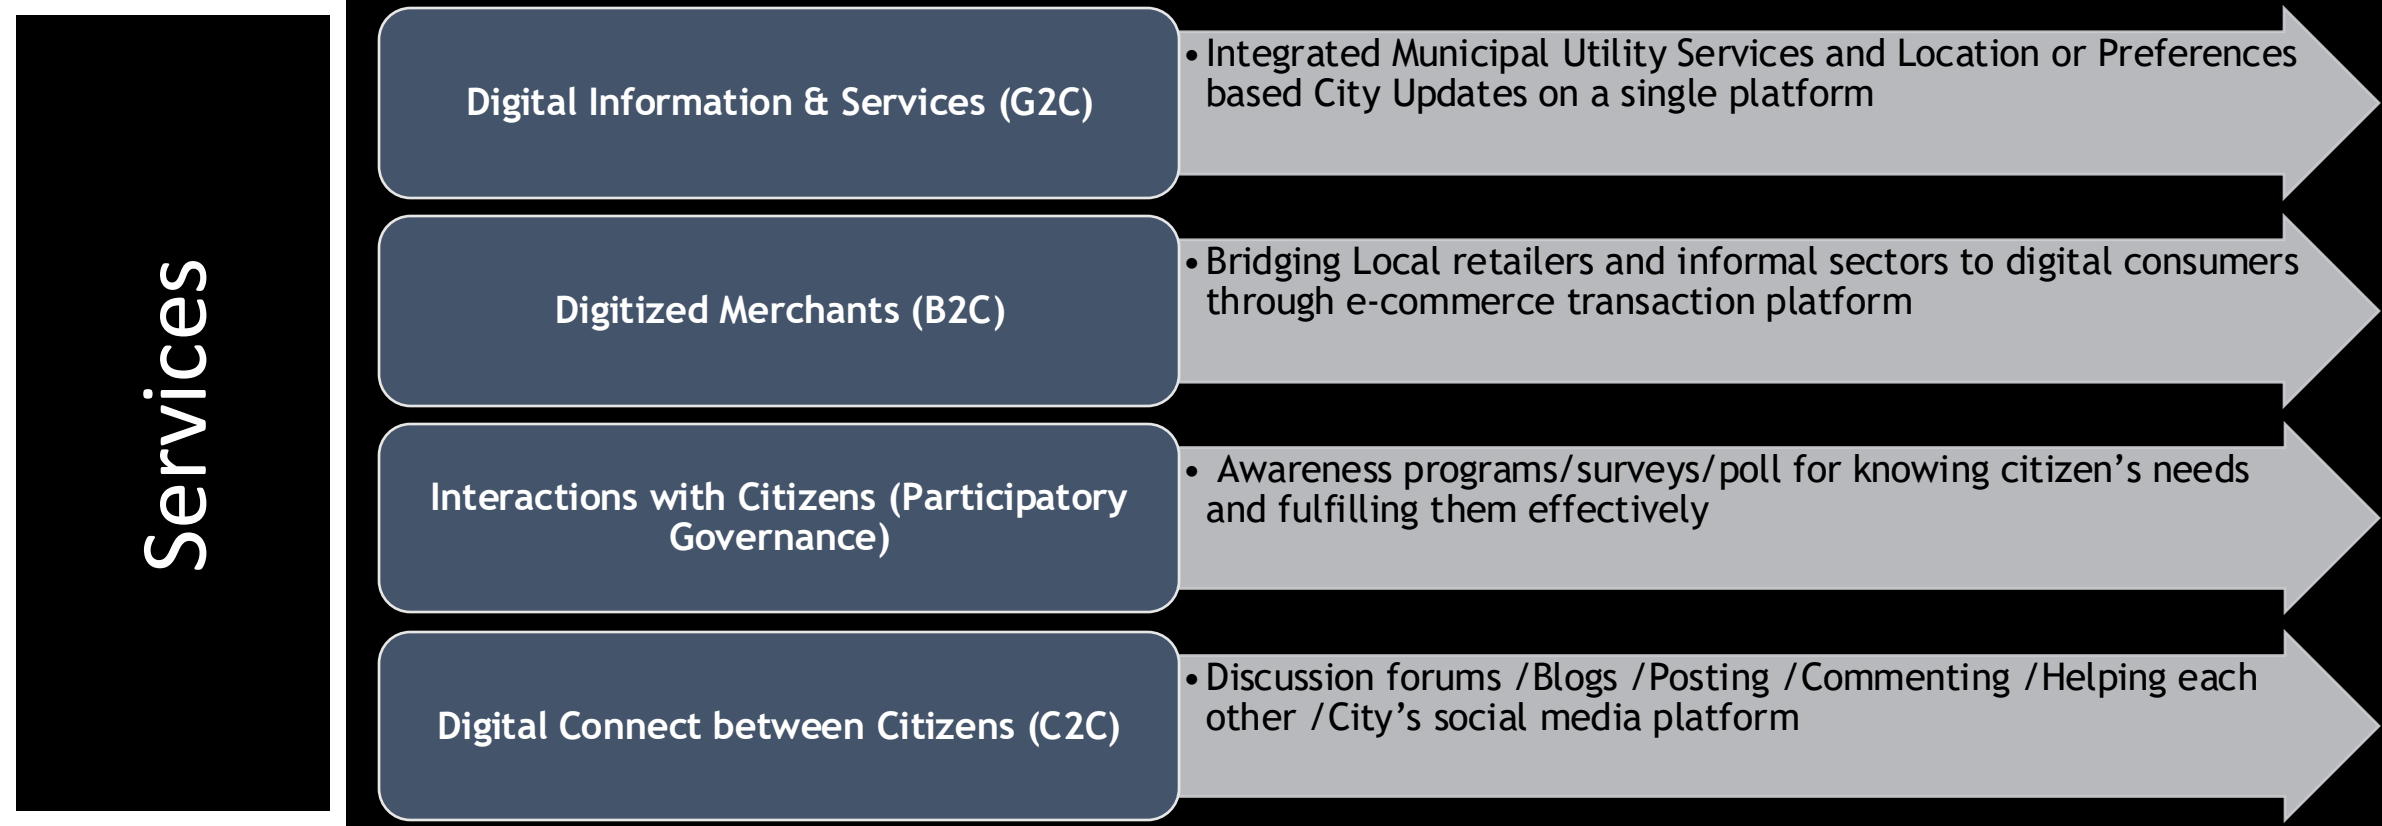 Services
Digital Information & Services (G2C)
• Integrated Municipal Utility Services and Location or Preferences
based City Updates on a single platform
Digitized Merchants (B2C)
• Bridging Local retailers and informal sectors to digital consumers
through e-commerce transaction platform
Interactions with Citizens (Participatory
Governance)
• Awareness programs/surveys/poll for knowing citizen’s needs
and fulfilling them effectively
Digital Connect between Citizens (C2C)
• Discussion forums /Blogs /Posting /Commenting /Helping each
other /City’s social media platform